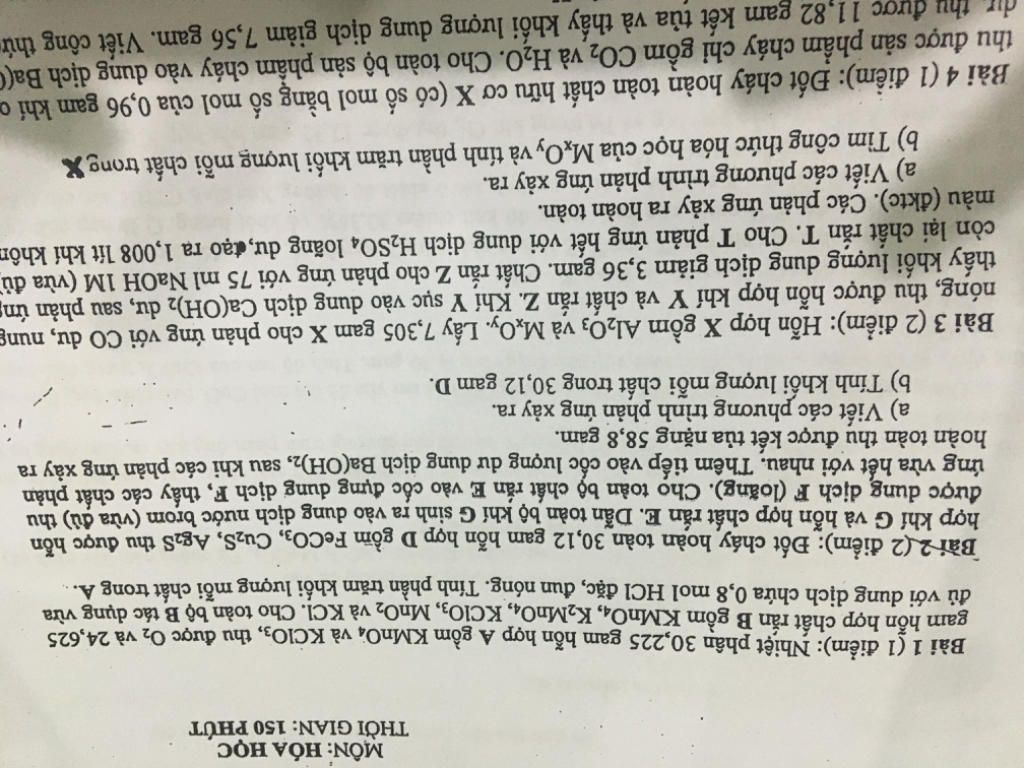 MÔN: HÓA HỌC
THỜI GIAN: 150 PHÚT
Bài 1 (1 điểm): Nhiệt phân 30,225 gam hỗn hợp A gồm KMnO₄ và KClO₃, thu được O₂ và 24,625
gam hỗn hợp chất rắn B gồm KMnO₄, K₂MnO₄, KClO₃, MnO₂ và KCl. Cho toàn bộ B tác dụng vừa
đủ với dung dịch chứa 0,8 mol HCl đặc, đun nóng. Tính phần trăm khối lượng mỗi chất trong A.
Bài 2 (2 điểm): Đốt cháy hoàn toàn 30,12 gam hỗn hợp D gồm FeCO₃, Cu₂S, Ag₂S thu được hỗn
hợp khí G và hỗn hợp chất rắn E. Dẫn toàn bộ khí G sinh ra vào dung dịch nước brom (vừa đủ) thu
được dung dịch F (loãng). Cho toàn bộ chất rắn E vào cốc đựng dung dịch F, thấy các chất phản
ứng vừa hết với nhau. Thêm tiếp vào cốc lượng dư dung dịch Ba(OH)₂, sau khi các phản ứng xảy ra
hoàn toàn thu được kết tủa nặng 58,8 gam.
a) Viết các phương trình phản ứng xảy ra.
b) Tính khối lượng mỗi chất trong 30,12 gam D.
Bài 3 (2 điểm): Hỗn hợp X gồm Al₂O₃ và MₓOᵧ. Lấy 7,305 gam X cho phản ứng với CO dư, nung
nóng, thu được hỗn hợp khí Y và chất rắn Z. Khí Y sục vào dung dịch Ca(OH)₂ dư, sau phản ứng
thấy khối lượng dung dịch giảm 3,36 gam. Chất rắn Z cho phản ứng với 75 ml NaOH 1M (vừa đủ)
còn lại chất rắn T. Cho T phản ứng hết với dung dịch H₂SO₄ loãng dư, tạo ra 1,008 lít khí không
màu (đktc). Các phản ứng xảy ra hoàn toàn.
a) Viết các phương trình phản ứng xảy ra.
b) Tìm công thức hóa học của MₓOᵧ và tính phần trăm khối lượng mỗi chất trong X
Bài 4 (1 điểm): Đốt cháy hoàn toàn chất hữu cơ X (có số mol bằng số mol của 0,96 gam khí
thu được sản phẩm cháy chỉ gồm CO₂ và H₂O. Cho toàn bộ sản phẩm cháy vào dung dịch Ba(
dư, thu được 11,82 gam kết tủa và thấy khối lượng dung dịch giảm 7,56 gam. Viết công thức